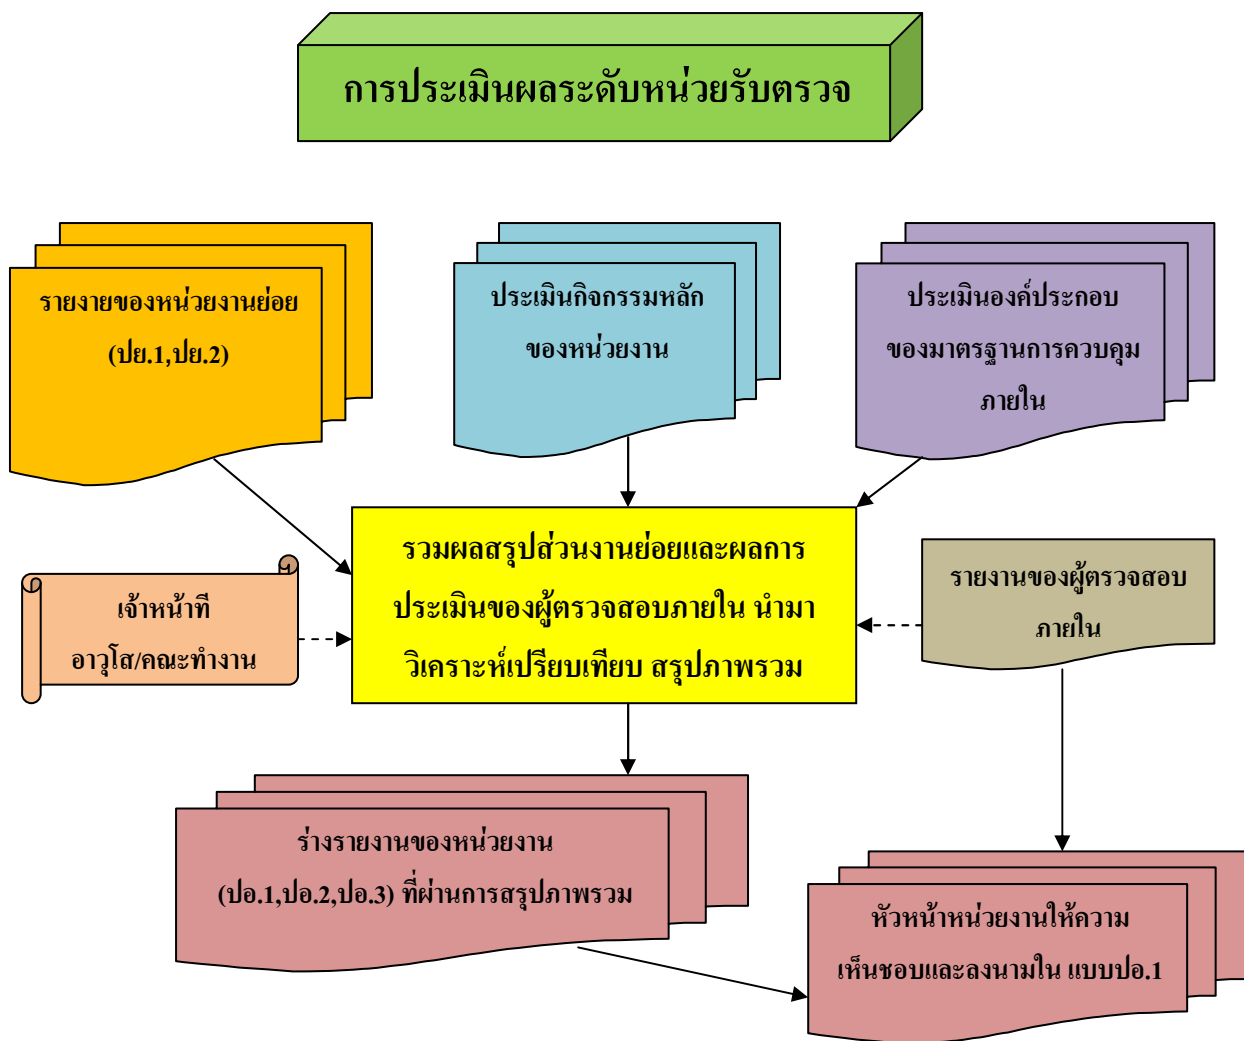 การประเมินผลระดับหน่วยรับตรวจ
รายงายของหน่วยงานย่อย
(ปย.1,ปย.2)
ประเมินกิจกรรมหลัก
ของหน่วยงาน
ประเมินองค์ประกอบ
ของมาตรฐานการควบคุม
ภายใน
รวมผลสรุปส่วนงานย่อยและผลการ
ประเมินของผู้ตรวจสอบภายใน นำมา
วิเคราะห์เปรียบเทียบ สรุปภาพรวม
เจ้าหน้าที
อาวุโส/คณะทำงาน
รายงานของผู้ตรวจสอบ
ภายใน
ร่างรายงานของหน่วยงาน
(ปอ.1,ปอ.2,ปอ.3) ที่ผ่านการสรุปภาพรวม
หัวหน้าหน่วยงานให้ความ
เห็นชอบและลงนามใน แบบปอ.1